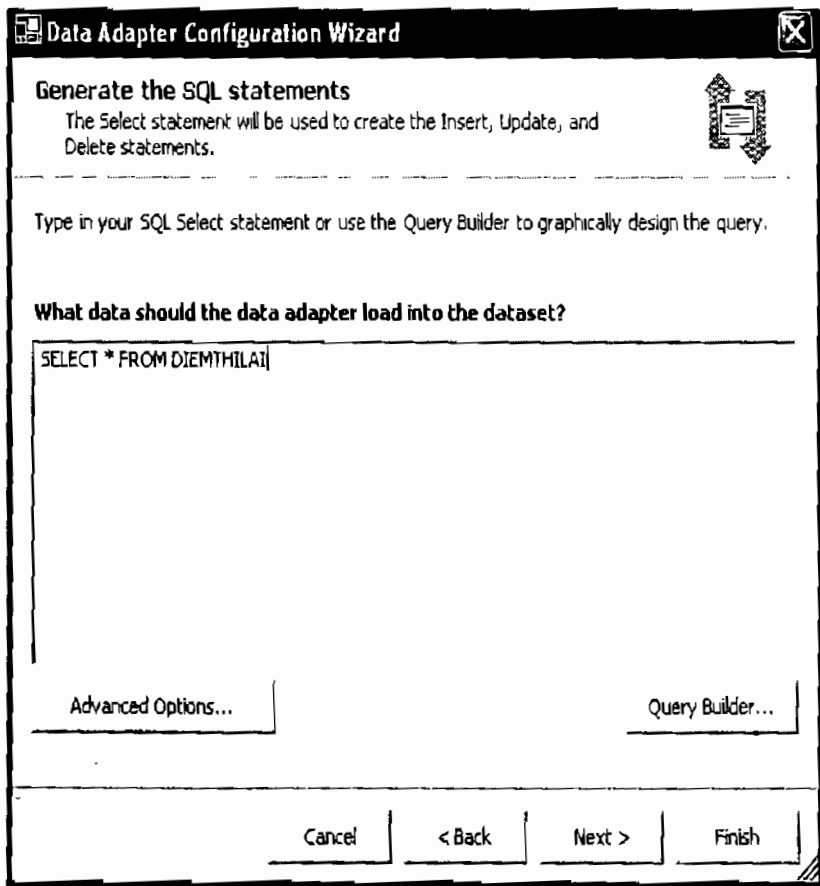 Data Adapter Configuration Wizard
Generate the SQL statements
The Select statement will be used to create the Insert, Update, and
Delete statements.
Type in your SQL Select statement or use the Query Builder to graphically design the query.
What data should the data adapter load into the dataset?
SELECT * FROM DIEMTHILAI
Advanced Options...
Query Builder...
Cancel
< Back
Next >
Finish